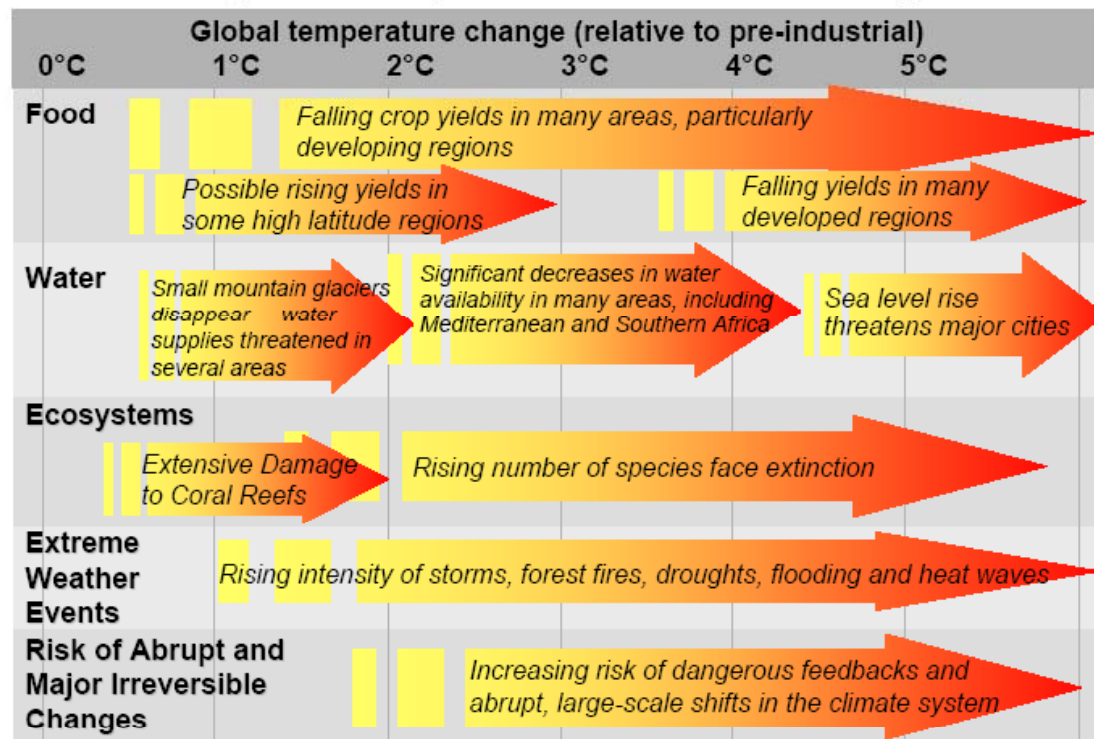 Global temperature change (relative to pre-industrial)
0°C 1°C 2°C 3°C 4°C 5°C
Food
Falling crop yields in many areas, particularly
developing regions
Possible rising yields in
some high latitude regions
Falling yields in many
developed regions
Water
Small mountain glaciers
disappear water
supplies threatened in
several areas
Significant decreases in water
availability in many areas, including
Mediterranean and Southern Africa
Sea level rise
threatens major cities
Ecosystems
Extensive Damage
to Coral Reefs
Rising number of species face extinction
Extreme
Weather
Events
Rising intensity of storms, forest fires, droughts, flooding and heat waves
Risk of Abrupt and
Major Irreversible
Changes
Increasing risk of dangerous feedbacks and
abrupt, large-scale shifts in the climate system